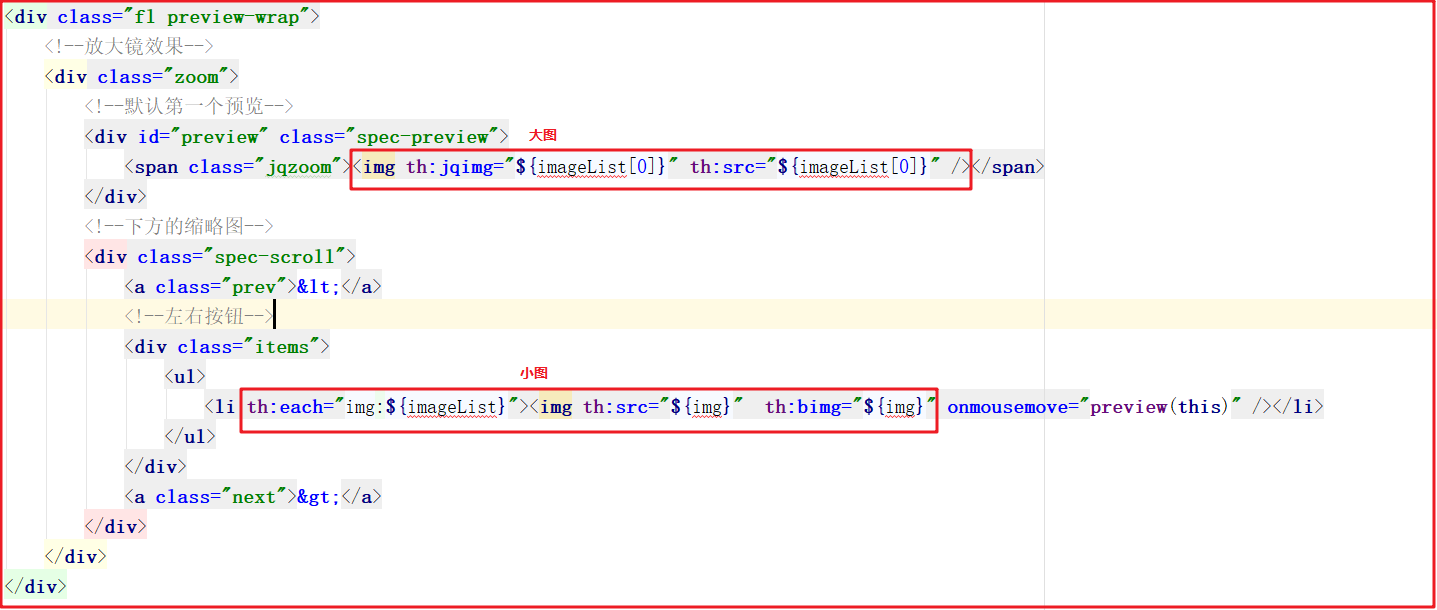 <div class="fl preview-wrap">
<!--放大镜效果-->
<div class="zoom">
<!--默认第一个预览-->
<div id="preview" class="spec-preview"> 大图
<span class="jqzoom"><img th:jqimg="${imageList[0]}" th:src="${imageList[0]}" /></span>
</div>
<!--下方的缩略图-->
<div class="spec-scroll">
<a class="prev">&lt;</a>
<!--左右按钮-->
<div class="items">
<ul> 小图
<li th:each="img:${imageList}"><img th:src="${img}"  th:bimg="${img}" onmousemove="preview(this)" /></li>
</ul>
</div>
<a class="next">&gt;</a>
</div>
</div>
</div>